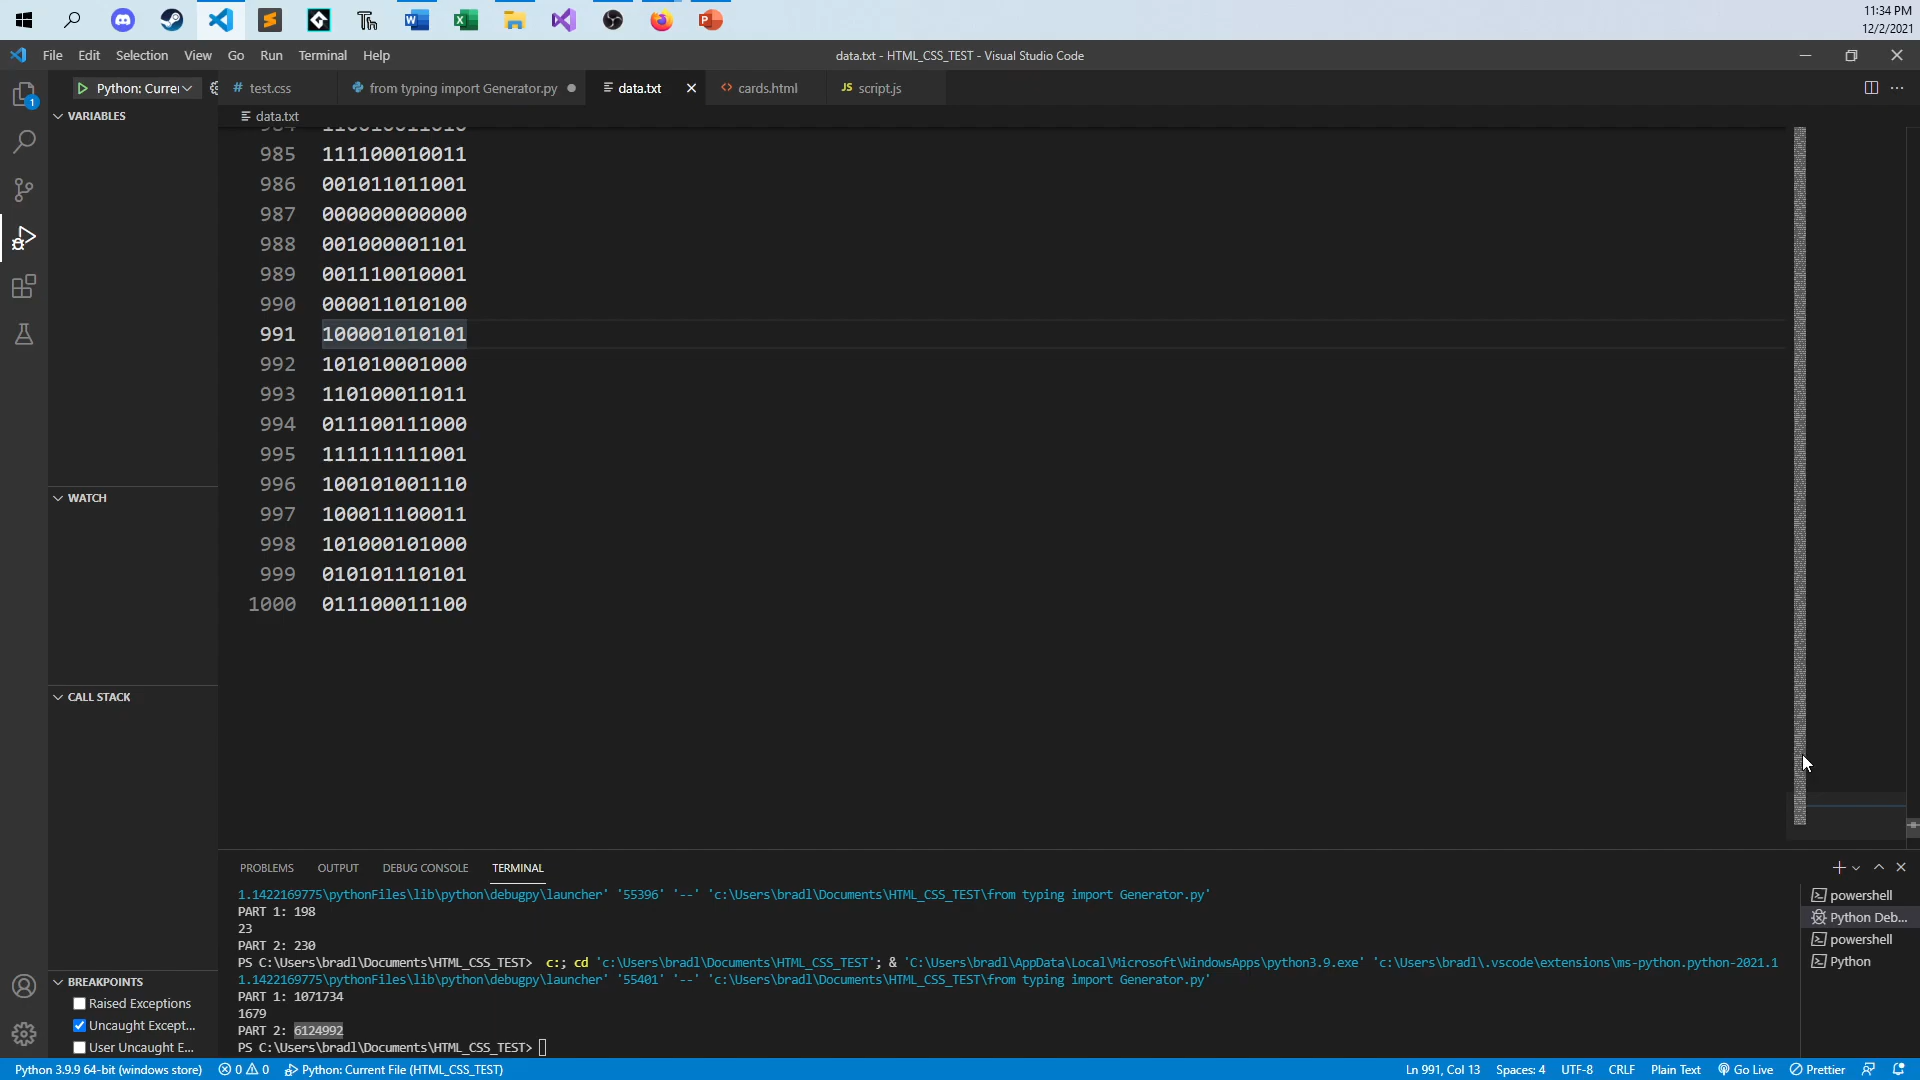 11:34 PM
12/2/2021
File Edit Selection View Go Run Terminal Help
data.txt - HTML_CSS_TEST - Visual Studio Code
Python: Currei
# test.css
from typing import Generator.py
data.txt
cards.html
JS script.js
1
VARIABLES
data.txt
985 111100010011
986 001011011001
987 000000000000
988 001000001101
989 001110010001
990 000011010100
991 100001010101
992 101010001000
993 110100011011
994 011100111000
995 111111111001
996 100101001110
997 100011100011
998 101000101000
999 010101110101
1000 011100011100
WATCH
CALL STACK
BREAKPOINTS
Raised Exceptions
Uncaught Except...
User Uncaught E...
PROBLEMS OUTPUT DEBUG CONSOLE TERMINAL
1.1422169775\pythonFiles\lib\python\debugpy\launcher' '55396' '--' 'c:\Users\bradl\Documents\HTML_CSS_TEST\from typing import Generator.py'
PART 1: 198
23
PART 2: 230
PS C:\Users\bradl\Documents\HTML_CSS_TEST> c:; cd 'c:\Users\bradl\Documents\HTML_CSS_TEST'; & 'C:\Users\bradl\AppData\Local\Microsoft\WindowsApps\python3.9.exe' 'c:\Users\bradl\.vscode\extensions\ms-python.python-2021.1
1.1422169775\pythonFiles\lib\python\debugpy\launcher' '55401' '--' 'c:\Users\bradl\Documents\HTML_CSS_TEST\from typing import Generator.py'
PART 1: 1071734
1679
PART 2: 6124992
PS C:\Users\bradl\Documents\HTML_CSS_TEST>
powershell
Python Deb...
powershell
Python
Python 3.9.9 64-bit (windows store) 0 0 Python: Current File (HTML_CSS_TEST)
Ln 991, Col 13 Spaces: 4 UTF-8 CRLF Plain Text Go Live Prettier